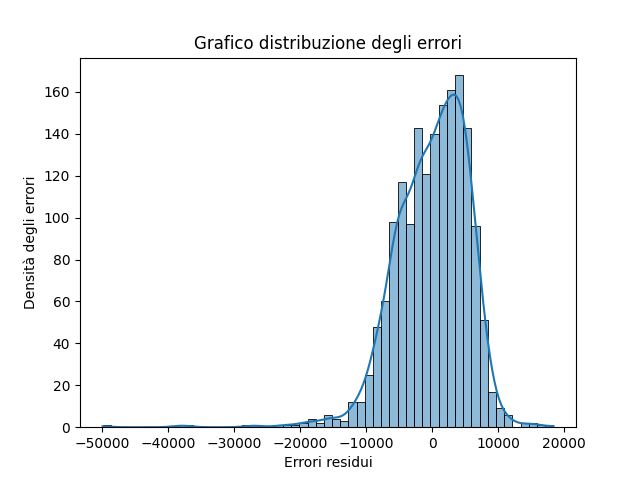 Grafico distribuzione degli errori
160
140
120
100
80
60
40
20
0
Densità degli errori
−50000 −40000 −30000 −20000 −10000 0 10000 20000
Errori residui